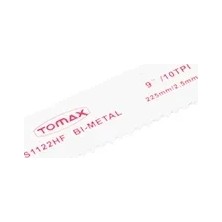 TOMAX
S1122HF BI-METAL
9" /10TPI
225mm/2.5mm